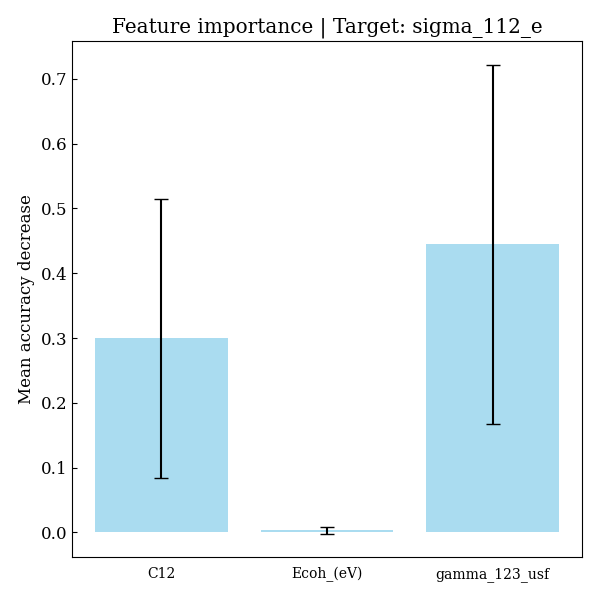 Feature importance | Target: sigma_112_e
Mean accuracy decrease
0.7
0.6
0.5
0.4
0.3
0.2
0.1
0.0
C12 Ecoh_(eV) gamma_123_usf